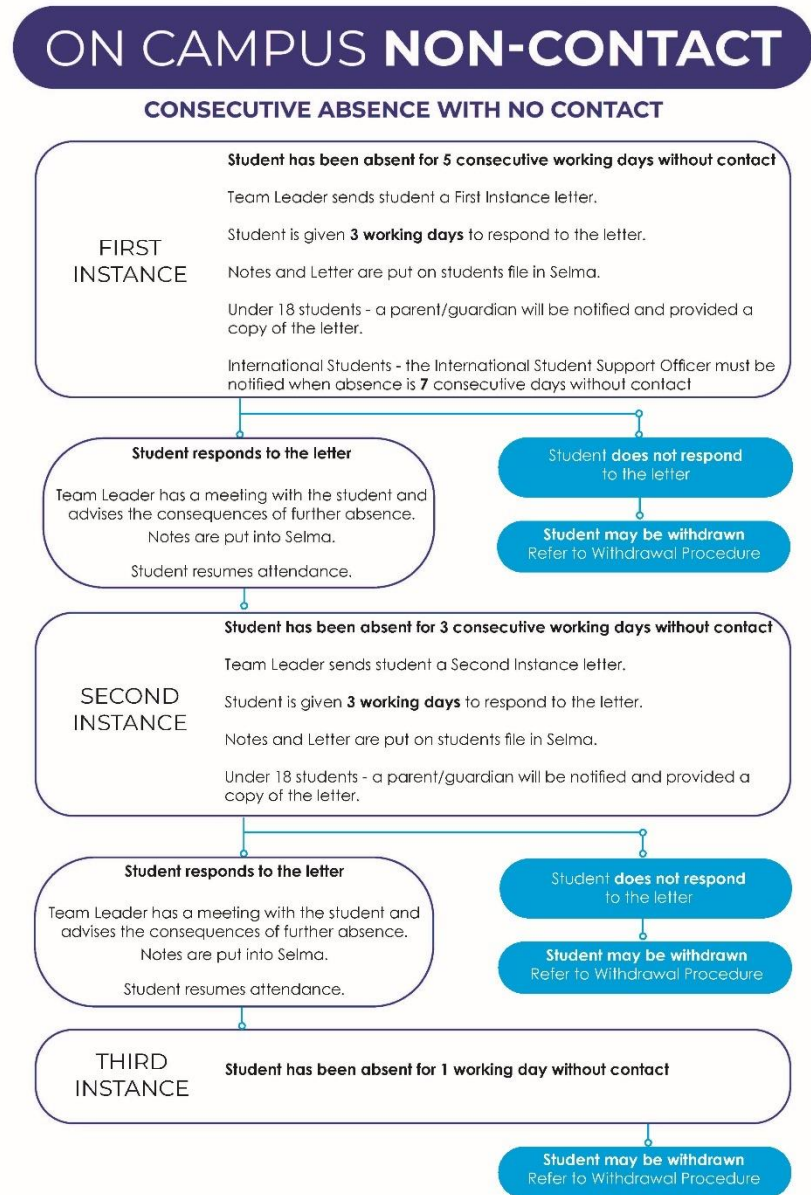 ON CAMPUS NON-CONTACT
CONSECUTIVE ABSENCE WITH NO CONTACT
FIRST
INSTANCE
Student has been absent for 5 consecutive working days without contact
Team Leader sends student a First Instance letter.
Student is given 3 working days to respond to the letter.
Notes and Letter are put on students file in Selma.
Under 18 students - a parent/guardian will be notified and provided a
copy of the letter.
International Students - the International Student Support Officer must be
notified when absence is 7 consecutive days without contact
Student responds to the letter
Team Leader has a meeting with the student and
advises the consequences of further absence.
Notes are put into Selma.
Student resumes attendance.
Student does not respond
to the letter
Student may be withdrawn
Refer to Withdrawal Procedure
SECOND
INSTANCE
Student has been absent for 3 consecutive working days without contact
Team Leader sends student a Second Instance letter.
Student is given 3 working days to respond to the letter.
Notes and Letter are put on students file in Selma.
Under 18 students - a parent/guardian will be notified and provided a
copy of the letter.
Student responds to the letter
Team Leader has a meeting with the student and
advises the consequences of further absence.
Notes are put into Selma.
Student resumes attendance.
Student does not respond
to the letter
Student may be withdrawn
Refer to Withdrawal Procedure
THIRD
INSTANCE
Student has been absent for 1 working day without contact
Student may be withdrawn
Refer to Withdrawal Procedure